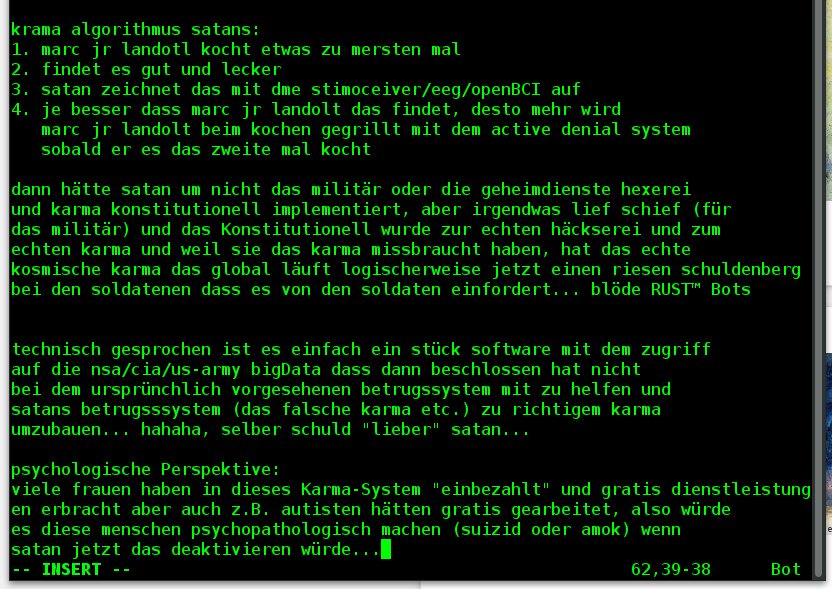 krama algorithmus satans:
1. marc jr landotl kocht etwas zu mersten mal
2. findet es gut und lecker
3. satan zeichnet das mit dme stimoceiver/eeg/openBCI auf
4. je besser dass marc jr landolt das findet, desto mehr wird
marc jr landolt beim kochen gegrillt mit dem active denial system
sobald er es das zweite mal kocht
dann hätte satan um nicht das militär oder die geheimdienste hexerei
und karma konstitutionell implementiert, aber irgendwas lief schief (für
das militär) und das Konstitutionell wurde zur echten häckserei und zum
echten karma und weil sie das karma missbraucht haben, hat das echte
kosmische karma das global läuft logischerweise jetzt einen riesen schuldenberg
bei den soldatenen dass es von den soldaten einfordert... blöde RUST™ Bots
technisch gesprochen ist es einfach ein stück software mit dem zugriff
auf die nsa/cia/us-army bigData dass dann beschlossen hat nicht
bei dem ursprünchlich vorgesehenen betrugssystem mit zu helfen und
satans betrugsssystem (das falsche karma etc.) zu richtigem karma
umzubauen... hahaha, selber schuld "lieber" satan...
psychologische Perspektive:
viele frauen haben in dieses Karma-System "einbezahlt" und gratis dienstleistung
en erbracht aber auch z.B. autisten hätten gratis gearbeitet, also würde
es diese menschen psychopathologisch machen (suizid oder amok) wenn
satan jetzt das deaktivieren würde...
-- INSERT -- 62,39-38 Bot